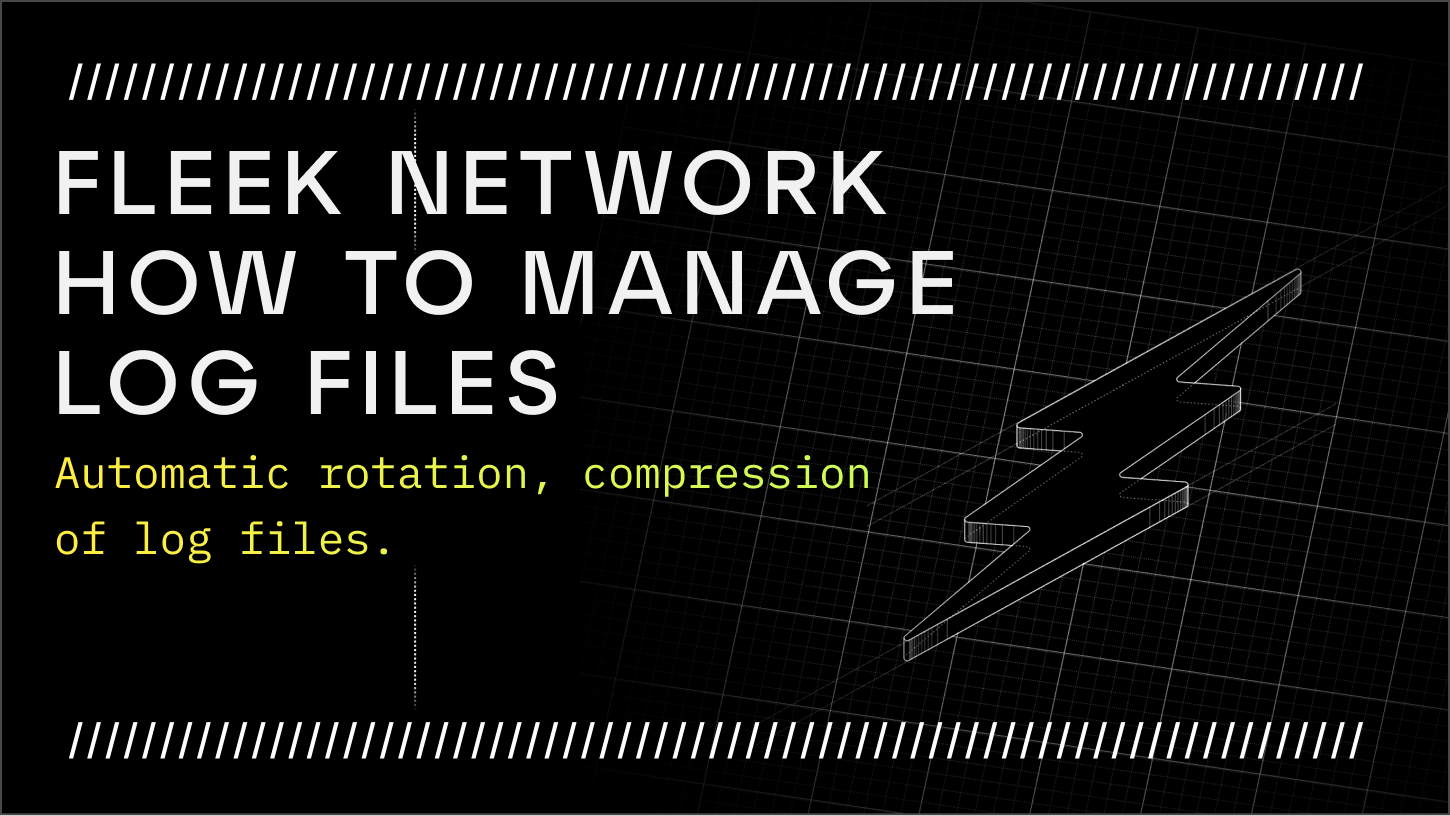 FLEEK NETWORK
HOW TO MANAGE
LOG FILES
Automatic rotation, compression
of log files.